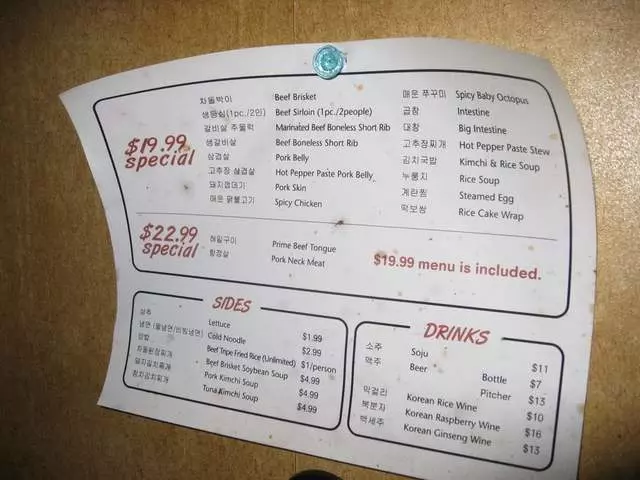 $19.99 special
차돌박이 Beef Brisket
생등심(1pc./2인) Beef Sirloin (1pc./2people)
갈비살 주물럭 Marinated Beef Boneless Short Rib
생갈비살 Beef Boneless Short Rib
삼겹살 Pork Belly
고추장 삼겹살 Hot Pepper Paste Pork Belly
돼지껍데기 Pork Skin
매운 닭불고기 Spicy Chicken
매운 쭈꾸미 Spicy Baby Octopus
곱창 Intestine
대창 Big Intestine
고추장찌개 Hot Pepper Paste Stew
김치국밥 Kimchi & Rice Soup
누룽지 Rice Soup
계란찜 Steamed Egg
떡보쌈 Rice Cake Wrap
$22.99 special
혀밑구이 Prime Beef Tongue
항정살 Pork Neck Meat
$19.99 menu is included.
SIDES
상추 Lettuce $1.99
냉면 (물냉면/비빔냉면) Cold Noodle $2.99
양밥 Beef Tripe Fried Rice (Unlimited) $1/person
차돌된장찌개 Beef Brisket Soybean Soup $4.99
돼지김치찌개 Pork Kimchi Soup $4.99
참치김치찌개 Tuna Kimchi Soup $4.99
DRINKS
소주 Soju $11
맥주 Beer Bottle $7
Pitcher $13
막걸리 Korean Rice Wine $10
복분자 Korean Raspberry Wine $16
백세주 Korean Ginseng Wine $13